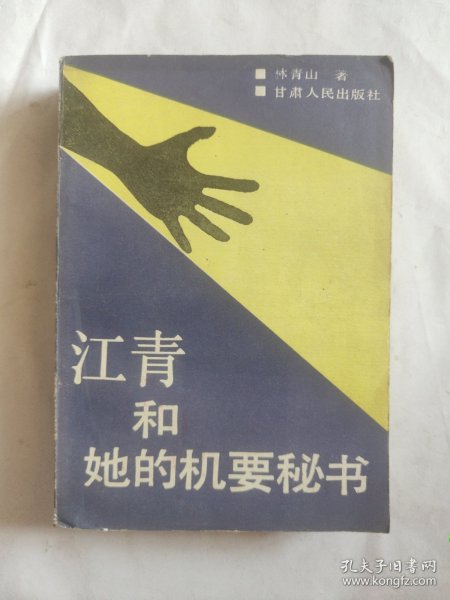 ■ 林青山 著
■ 甘肃人民出版社
江青
和
她的机要秘书
孔夫子旧书网
www.kongfz.com